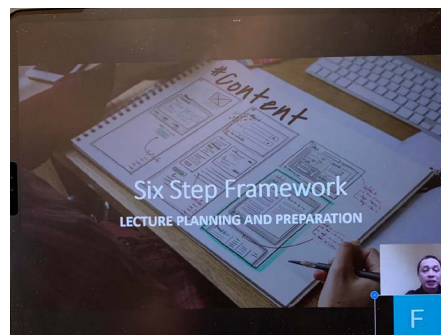 #Content
Six Step Framework
LECTURE PLANNING AND PREPARATION
F